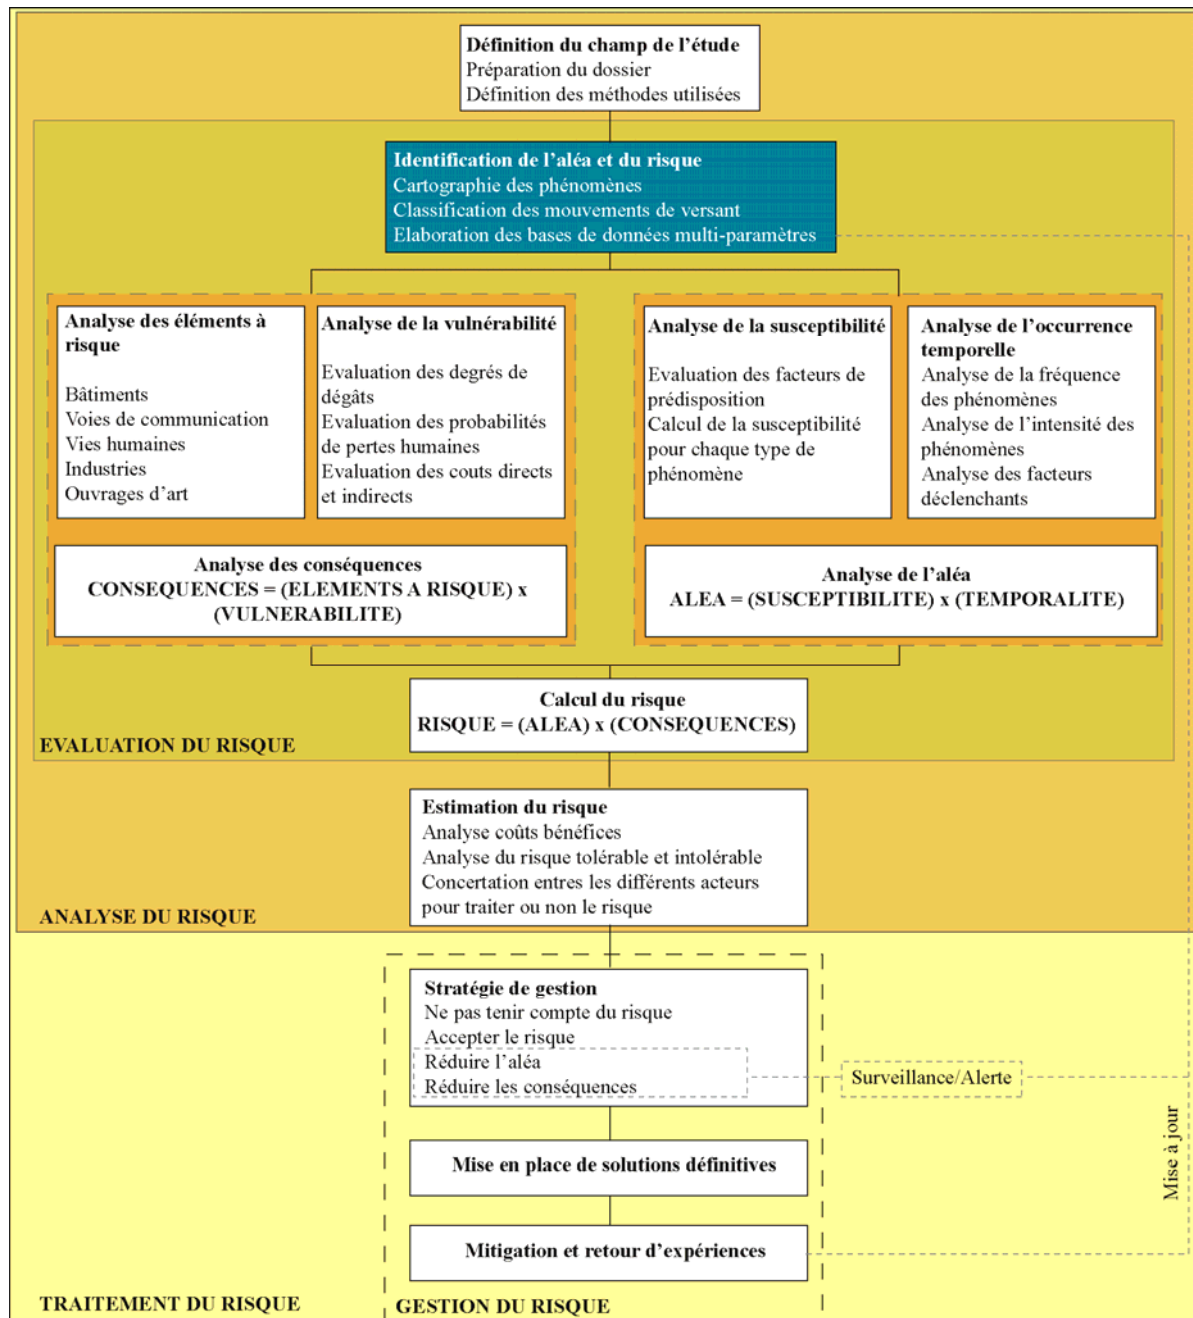 Définition du champ de l'étude
Préparation du dossier
Définition des méthodes utilisées
Identification de l'aléa et du risque
Cartographie des phénomènes
Classification des mouvements de versant
Elaboration des bases de données multi-paramètres
Analyse des éléments à
risque
Bâtiments
Voies de communication
Vies humaines
Industries
Ouvrages d'art
Analyse de la vulnérabilité
Evaluation des degrés de
dégâts
Evaluation des probabilités
de pertes humaines
Evaluation des couts directs
et indirects
Analyse des conséquences
CONSEQUENCES = (ELEMENTS A RISQUE) x
(VULNERABILITE)
Analyse de la susceptibilité
Evaluation des facteurs de
prédisposition
Calcul de la susceptibilité
pour chaque type de
phénomène
Analyse de l'occurrence
temporelle
Analyse de la fréquence
des phénomènes
Analyse de l'intensité des
phénomènes
Analyse des facteurs
déclenchants
Analyse de l'aléa
ALEA = (SUSCEPTIBILITE) x (TEMPORALITE)
Calcul du risque
RISQUE = (ALEA) x (CONSEQUENCES)
EVALUATION DU RISQUE
Estimation du risque
Analyse coûts bénéfices
Analyse du risque tolérable et intolérable
Concertation entres les différents acteurs
pour traiter ou non le risque
ANALYSE DU RISQUE
Stratégie de gestion
Ne pas tenir compte du risque
Accepter le risque
Réduire l'aléa
Réduire les conséquences
Surveillance/Alerte
Mise à jour
Mise en place de solutions définitives
Mitigation et retour d'expériences
TRAITEMENT DU RISQUE
GESTION DU RISQUE